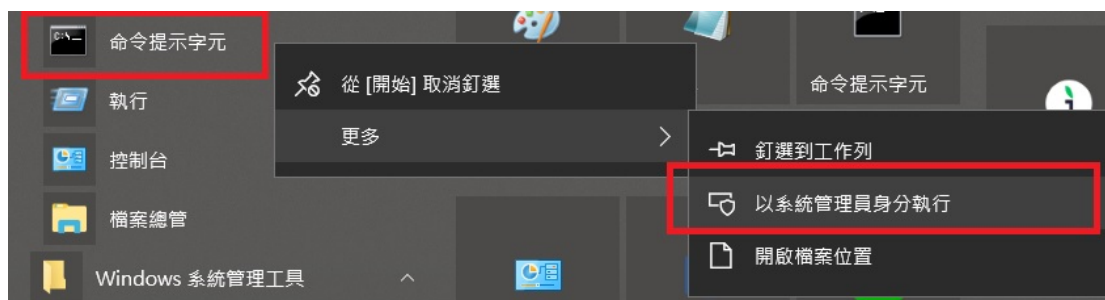 命令提示字元
執行
控制台
檔案總管
Windows 系統管理工具
從 [開始] 取消釘選
更多
釘選到工作列
以系統管理員身分執行
開啟檔案位置
命令提示字元